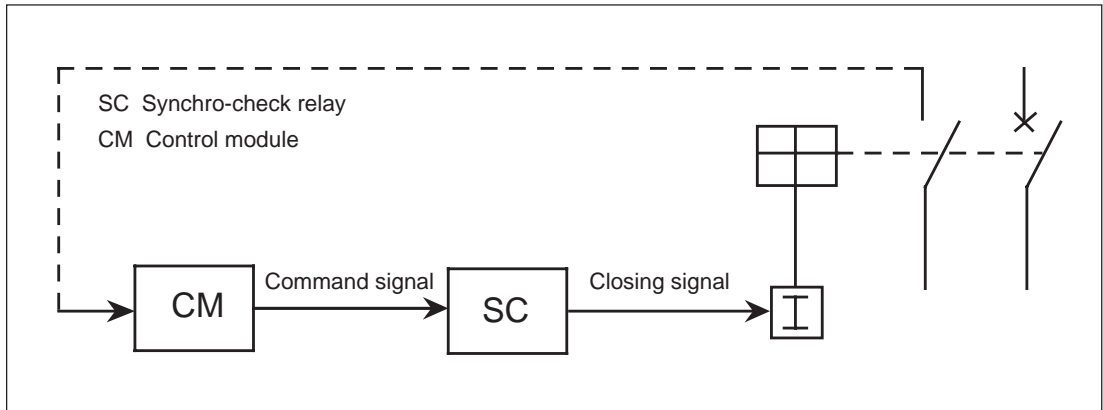 SC Synchro-check relay
CM Control module
Command signal
Closing signal
CM
SC
I